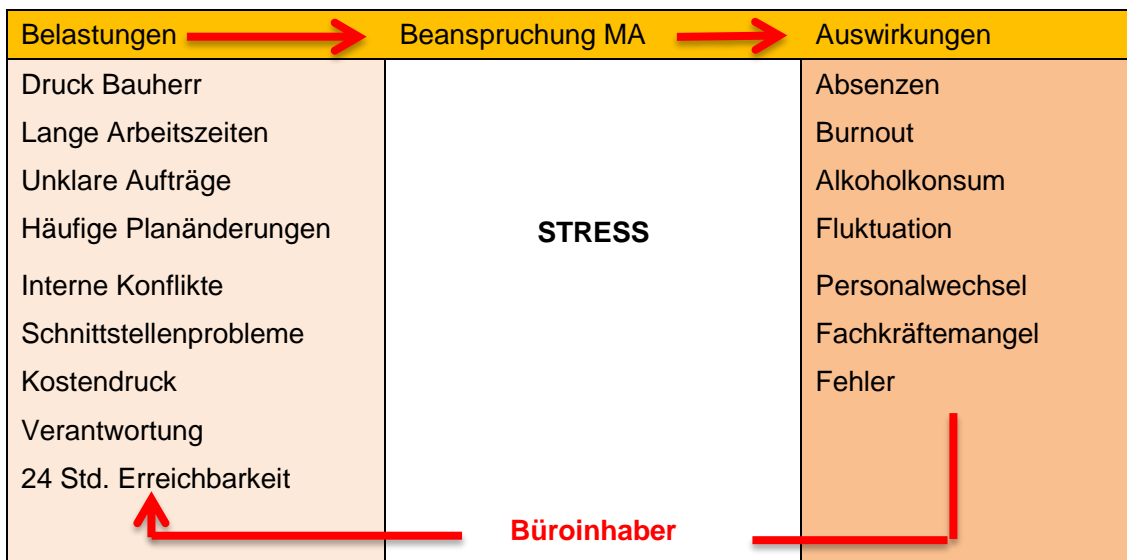 Belastungen
Beanspruchung MA
Auswirkungen
Druck Bauherr
Lange Arbeitszeiten
Unklare Aufträge
Häufige Planänderungen
Interne Konflikte
Schnittstellenprobleme
Kostendruck
Verantwortung
24 Std. Erreichbarkeit
STRESS
Büroinhaber
Absenzen
Burnout
Alkoholkonsum
Fluktuation
Personalwechsel
Fachkräftemangel
Fehler